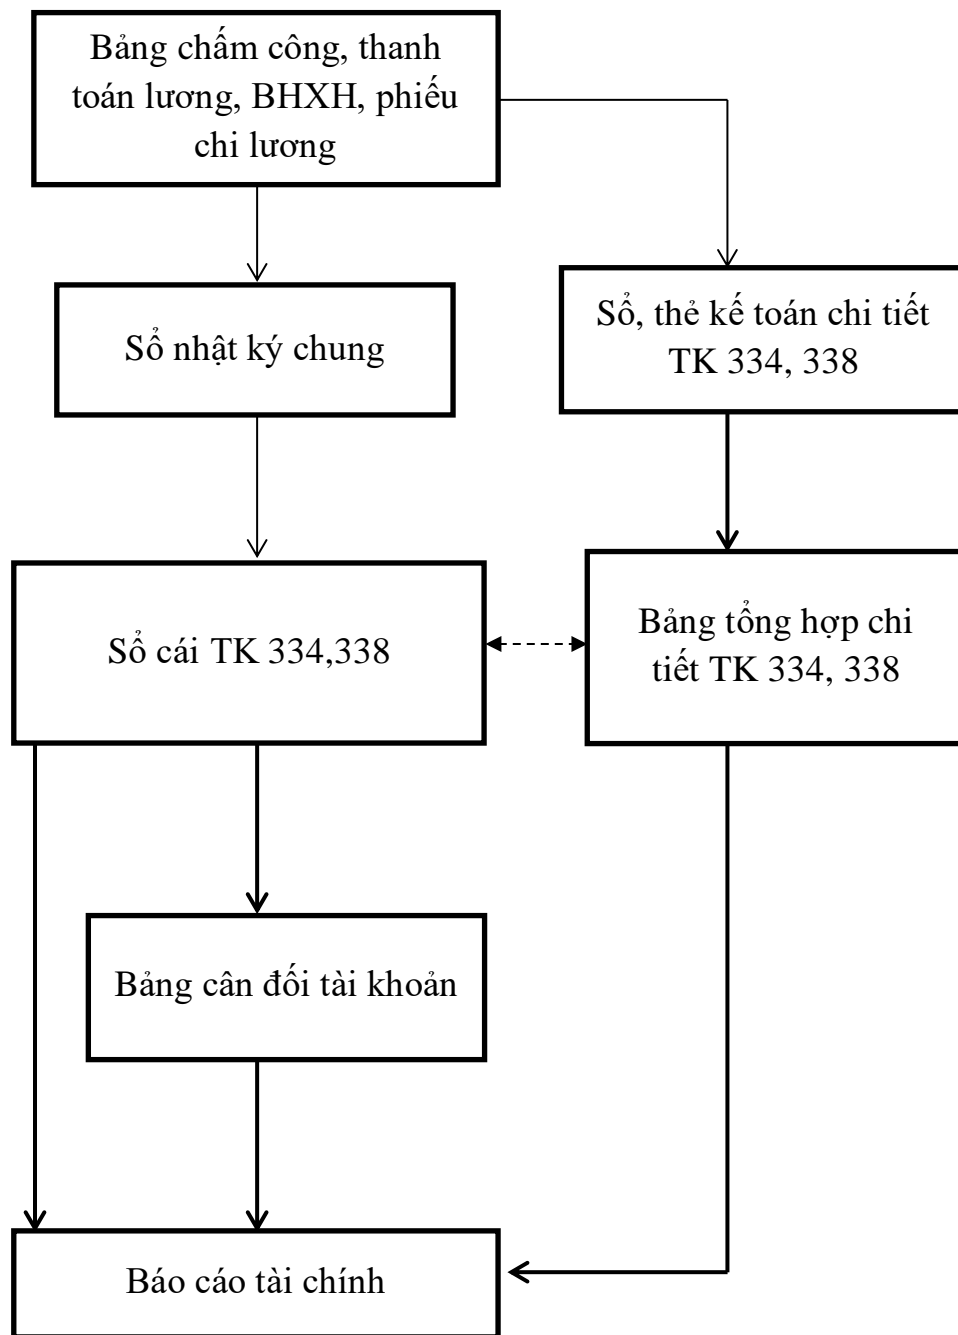 Bảng chấm công, thanh
toán lương, BHXH, phiếu
chi lương
Sổ nhật ký chung
Sổ, thẻ kế toán chi tiết
TK 334, 338
Sổ cái TK 334,338
Bảng tổng hợp chi
tiết TK 334, 338
Bảng cân đối tài khoản
Báo cáo tài chính